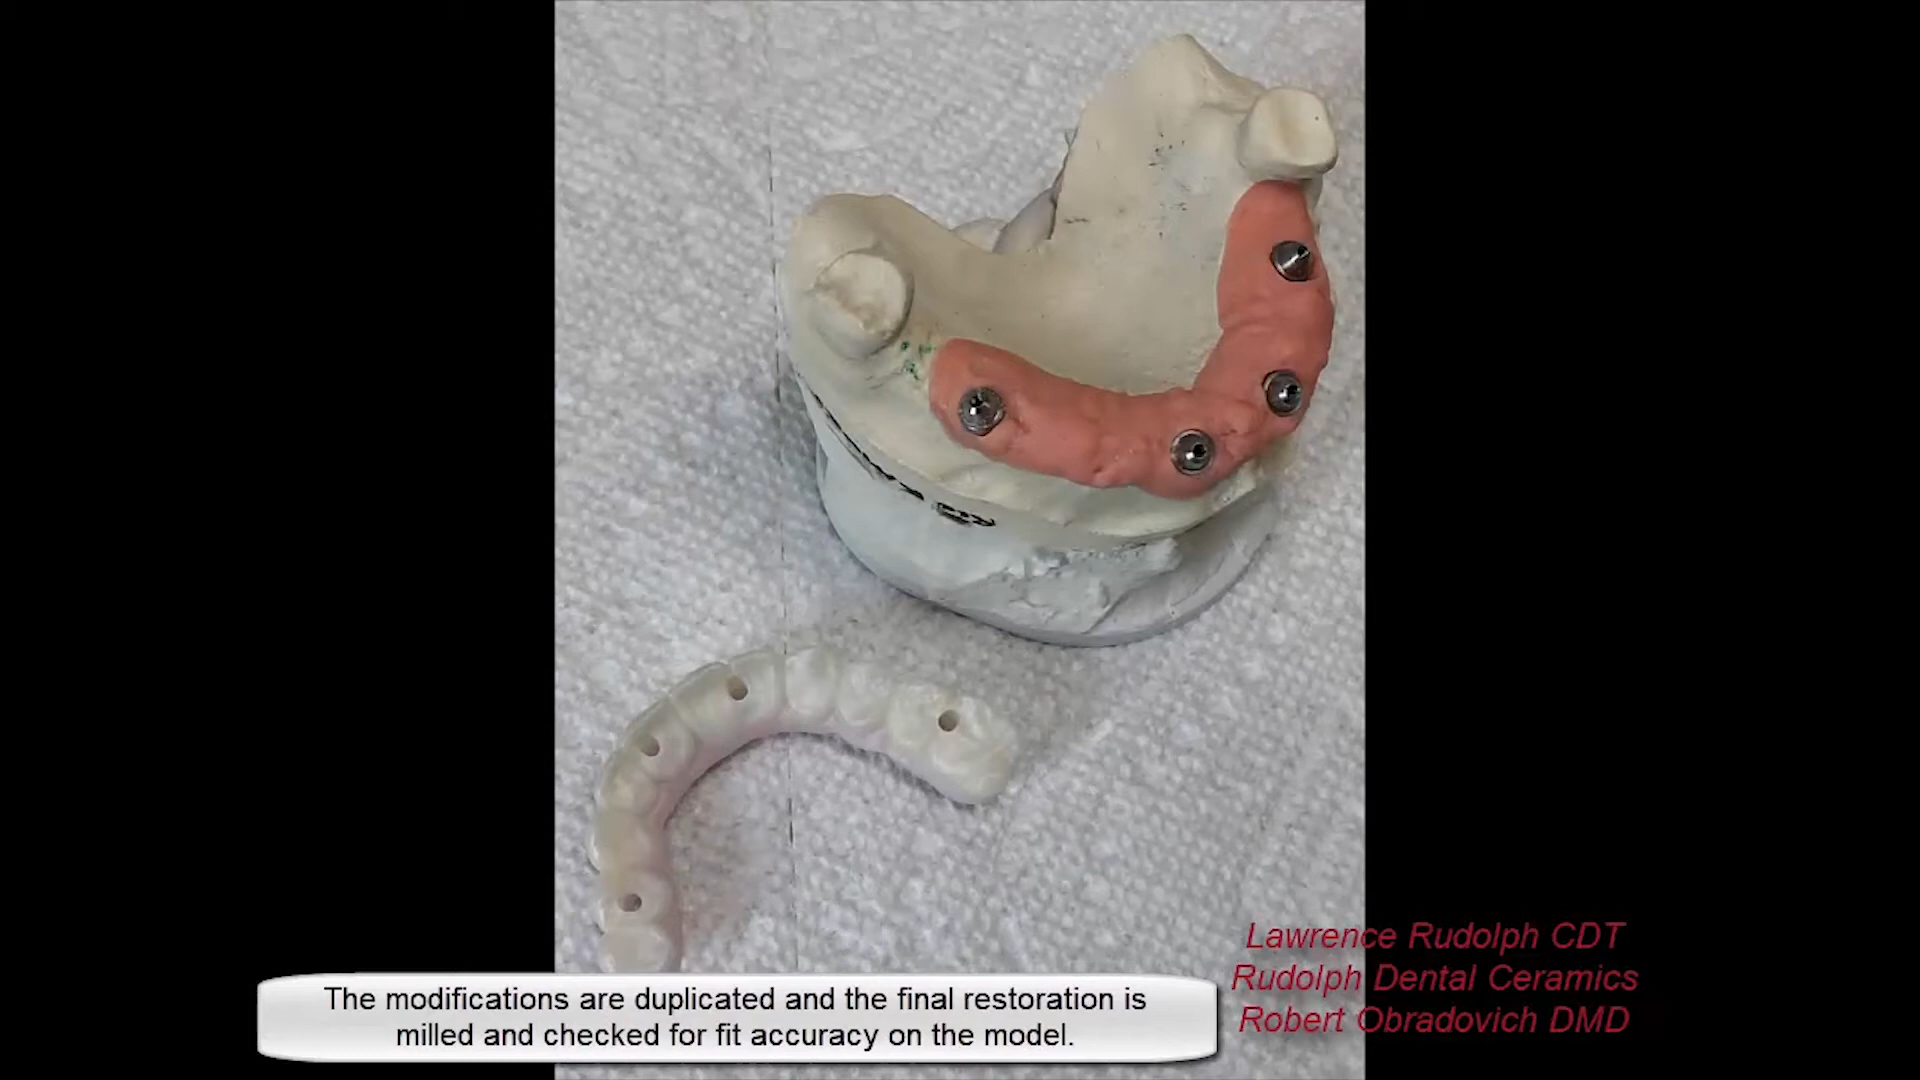 The modifications are duplicated and the final restoration is
milled and checked for fit accuracy on the model.
Lawrence Rudolph CDT
Rudolph Dental Ceramics
Robert Obradovich DMD